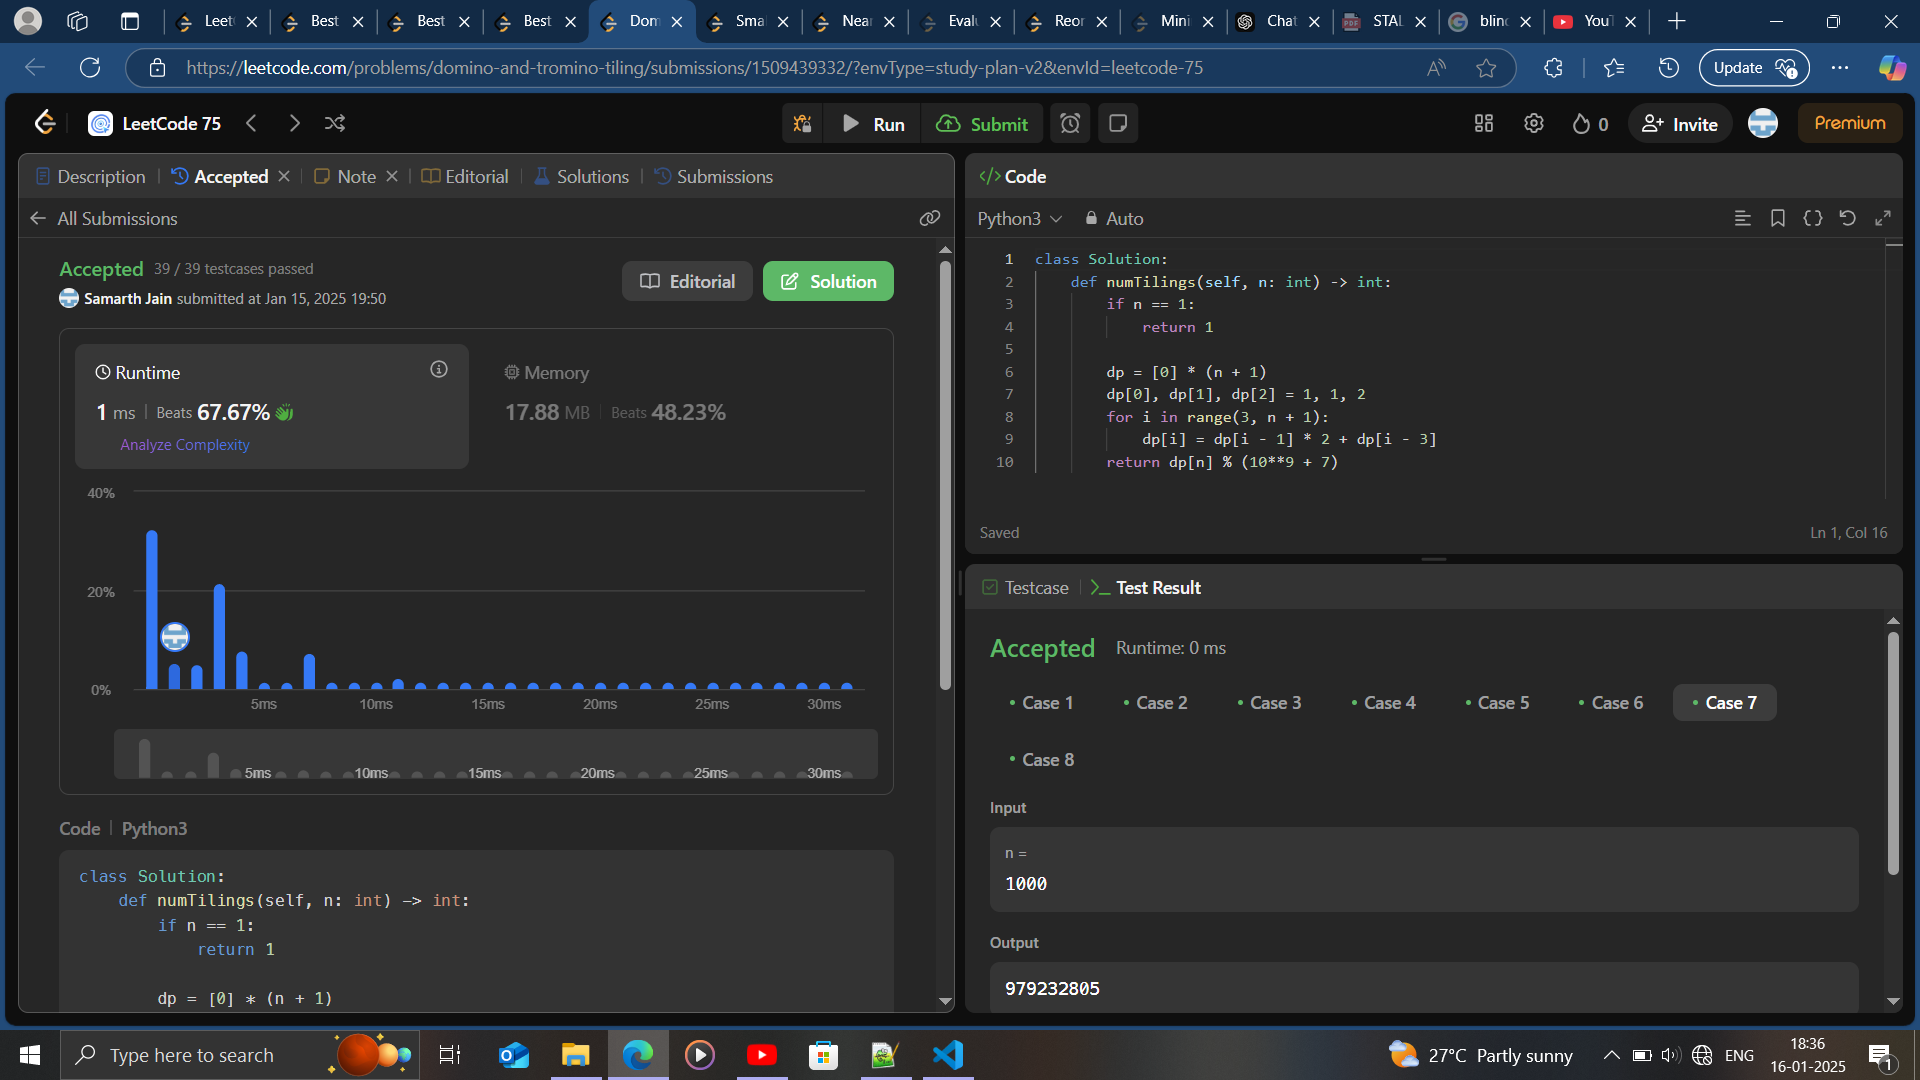 Leet
Best
Best
Best
Dom
Sma
Near
Evalu
Reor
Mini
Chat
STAL
blin
YouT
https://leetcode.com/problems/domino-and-tromino-tiling/submissions/1509439332/?envType=study-plan-v2&envId=leetcode-75
Update
LeetCode 75
Run
Submit
0
Invite
Premium
Description
Accepted
Note
Editorial
Solutions
Submissions
All Submissions
Accepted 39 / 39 testcases passed
Samarth Jain submitted at Jan 15, 2025 19:50
Editorial
Solution
Runtime
1 ms | Beats 67.67%
Analyze Complexity
Memory
17.88 MB | Beats 48.23%
40%
20%
0%
5ms 10ms 15ms 20ms 25ms 30ms
5ms 10ms 15ms 20ms 25ms 30ms
Code | Python3
class Solution:
    def numTilings(self, n: int) -> int:
        if n == 1:
            return 1
        dp = [0] * (n + 1)
</> Code
Python3
Auto
1 class Solution:
2     def numTilings(self, n: int) -> int:
3         if n == 1:
4             return 1
5
6         dp = [0] * (n + 1)
7         dp[0], dp[1], dp[2] = 1, 1, 2
8         for i in range(3, n + 1):
9             dp[i] = dp[i - 1] * 2 + dp[i - 3]
10         return dp[n] % (10**9 + 7)
Saved
Ln 1, Col 16
Testcase
Test Result
Accepted Runtime: 0 ms
Case 1
Case 2
Case 3
Case 4
Case 5
Case 6
Case 7
Case 8
Input
n =
1000
Output
979232805
Type here to search
27°C Partly sunny
ENG
18:36
16-01-2025
1